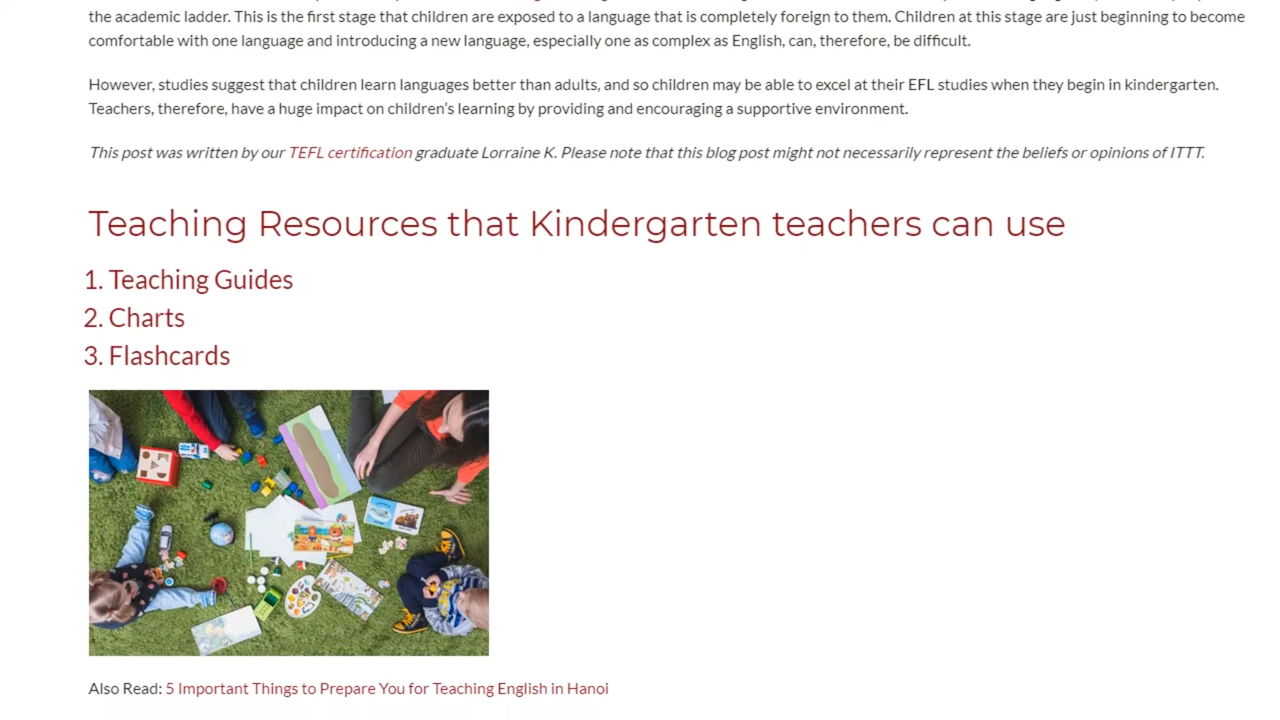 the academic ladder. This is the first stage that children are exposed to a language that is completely foreign to them. Children at this stage are just beginning to become
comfortable with one language and introducing a new language, especially one as complex as English, can, therefore, be difficult.
However, studies suggest that children learn languages better than adults, and so children may be able to excel at their EFL studies when they begin in kindergarten.
Teachers, therefore, have a huge impact on children's learning by providing and encouraging a supportive environment.
This post was written by our TEFL certification graduate Lorraine K. Please note that this blog post might not necessarily represent the beliefs or opinions of ITTT.
Teaching Resources that Kindergarten teachers can use
1. Teaching Guides
2. Charts
3. Flashcards
Also Read: 5 Important Things to Prepare You for Teaching English in Hanoi